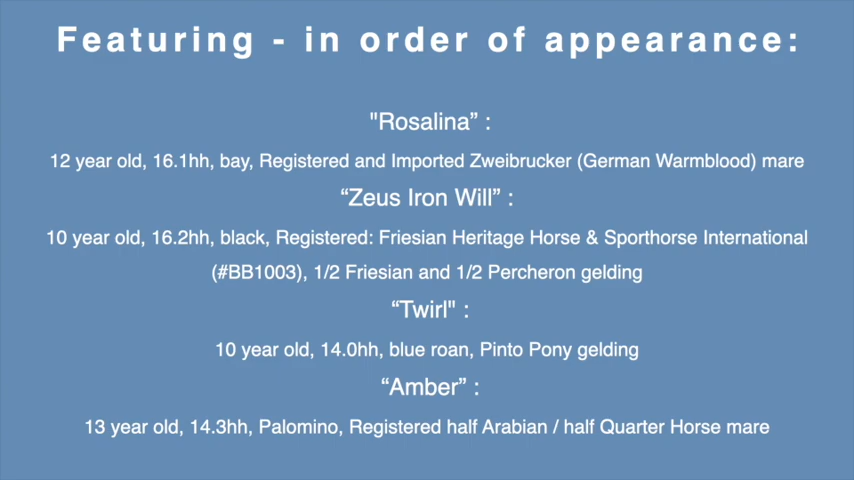 Featuring - in order of appearance:
"Rosalina” :
12 year old, 16.1hh, bay, Registered and Imported Zweibrucker (German Warmblood) mare
“Zeus Iron Will” :
10 year old, 16.2hh, black, Registered: Friesian Heritage Horse & Sporthorse International
(#BB1003), 1/2 Friesian and 1/2 Percheron gelding
“Twirl" :
10 year old, 14.0hh, blue roan, Pinto Pony gelding
“Amber” :
13 year old, 14.3hh, Palomino, Registered half Arabian / half Quarter Horse mare